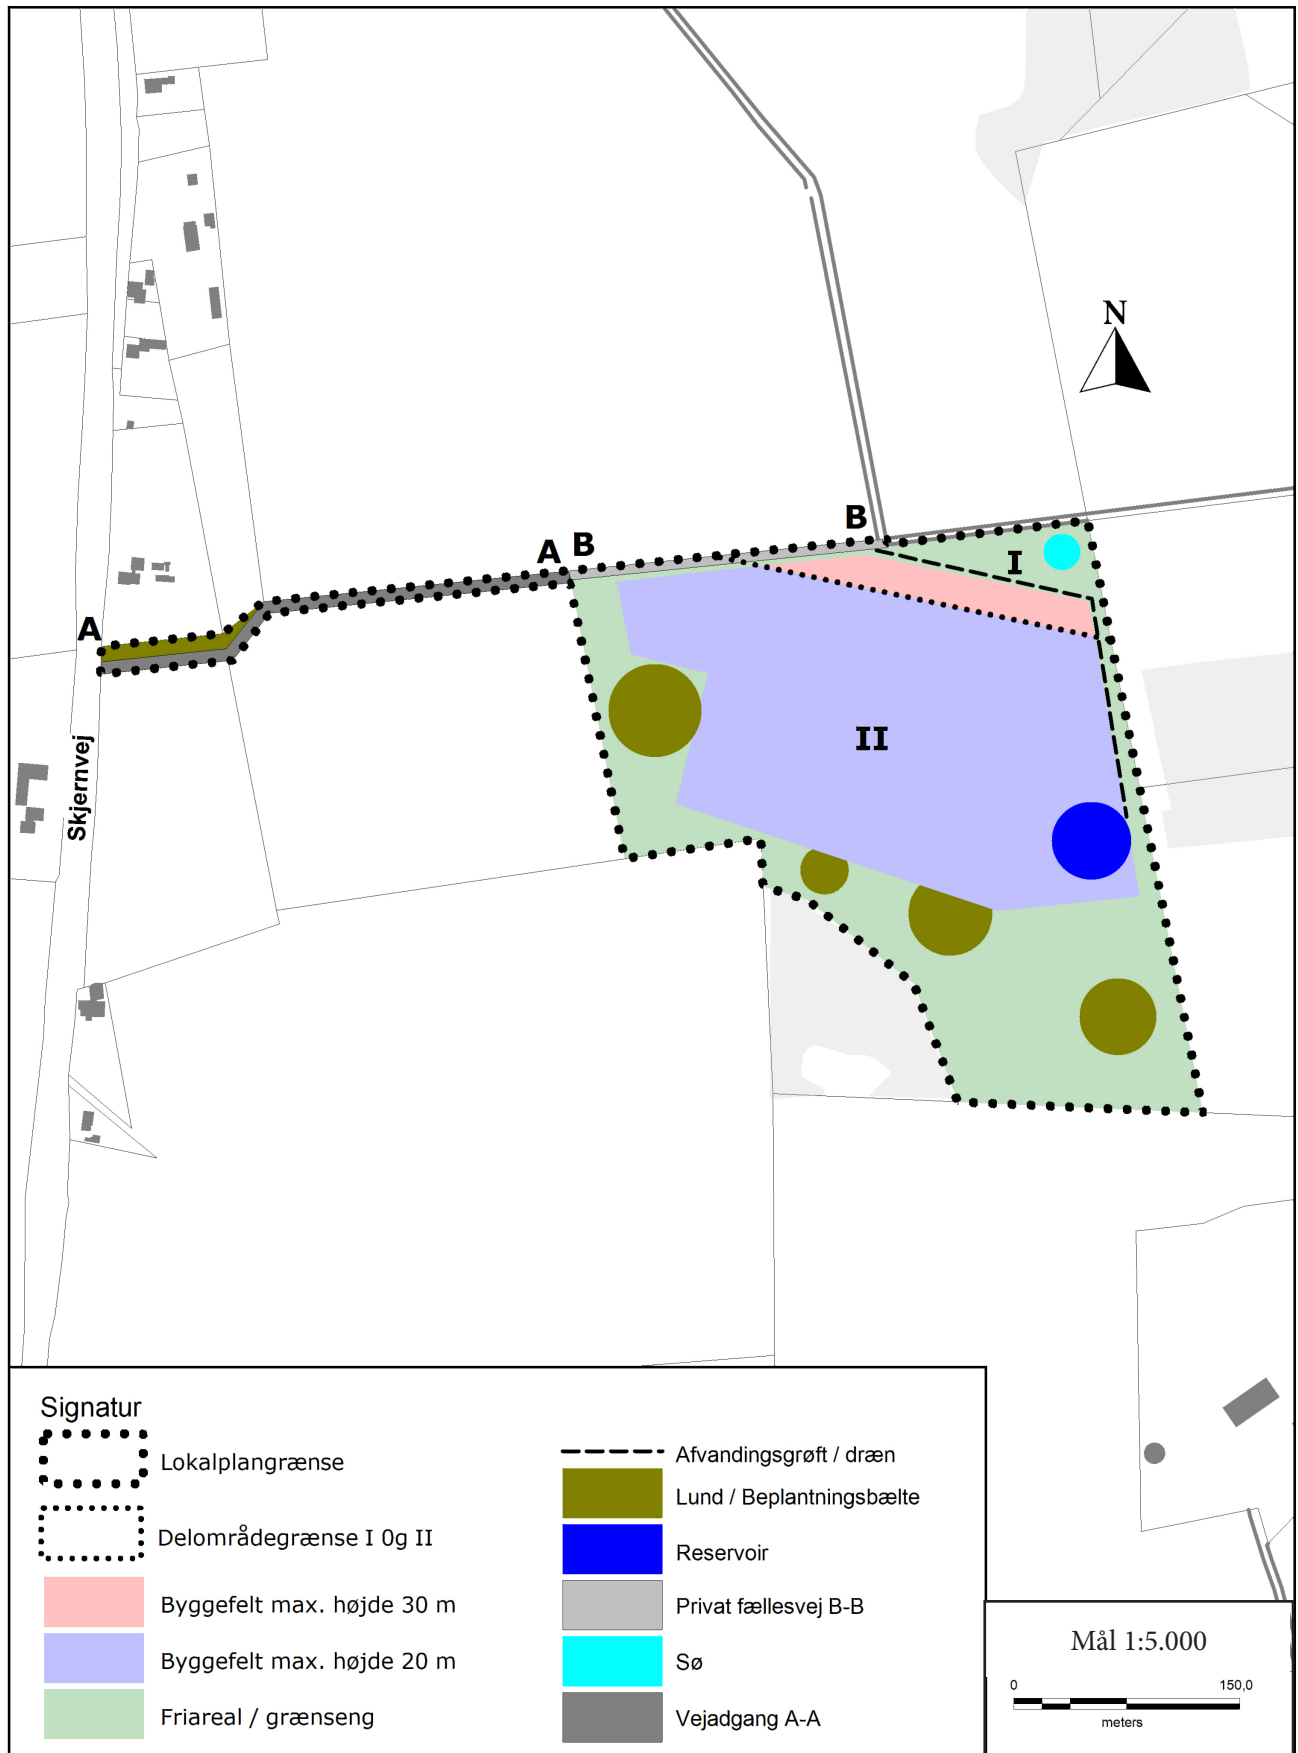 N
B
I
A B
A
II
Skjernvej
Signatur
Lokalplangrænse
Delområdegrænse I 0g II
Byggefelt max. højde 30 m
Byggefelt max. højde 20 m
Friareal / grænseng
Afvandingsgrøft / dræn
Lund / Beplantningsbælte
Reservoir
Privat fællesvej B-B
Sø
Vejadgang A-A
Mål 1:5.000
0 150,0
meters